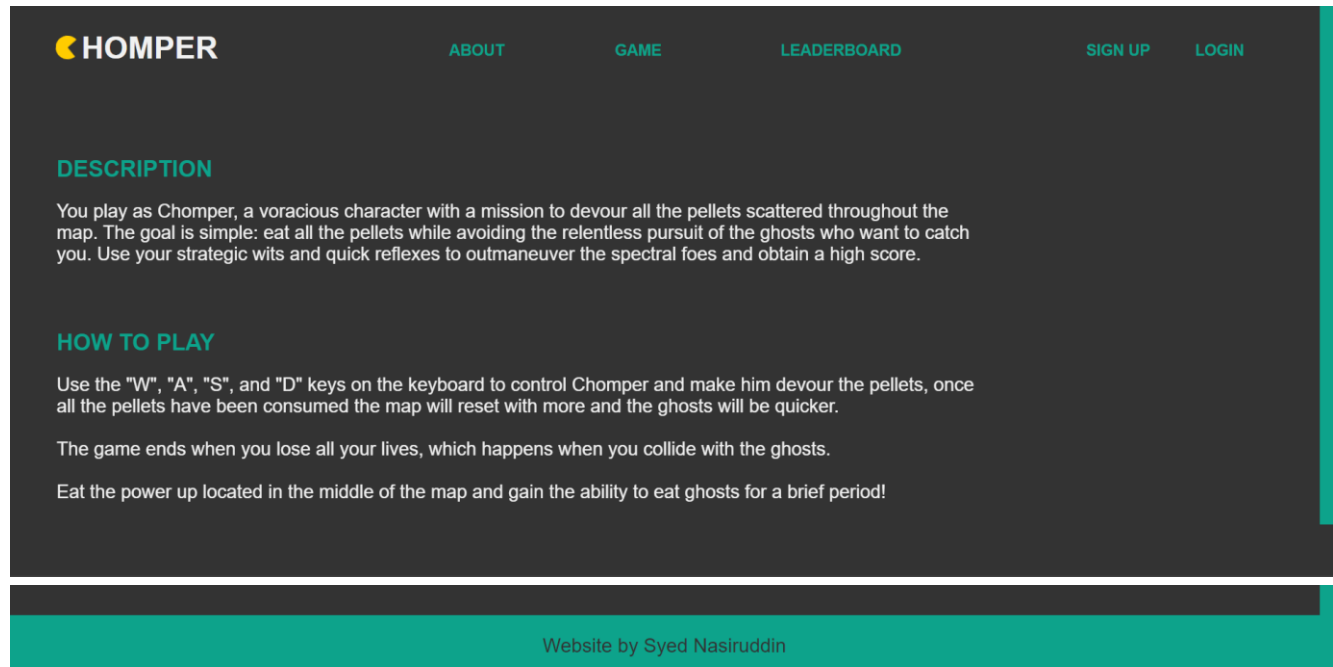 CHOMPER
ABOUT GAME LEADERBOARD SIGN UP LOGIN
DESCRIPTION
You play as Chomper, a voracious character with a mission to devour all the pellets scattered throughout the
map. The goal is simple: eat all the pellets while avoiding the relentless pursuit of the ghosts who want to catch
you. Use your strategic wits and quick reflexes to outmaneuver the spectral foes and obtain a high score.
HOW TO PLAY
Use the "W", "A", "S", and "D" keys on the keyboard to control Chomper and make him devour the pellets, once
all the pellets have been consumed the map will reset with more and the ghosts will be quicker.
The game ends when you lose all your lives, which happens when you collide with the ghosts.
Eat the power up located in the middle of the map and gain the ability to eat ghosts for a brief period!
Website by Syed Nasiruddin